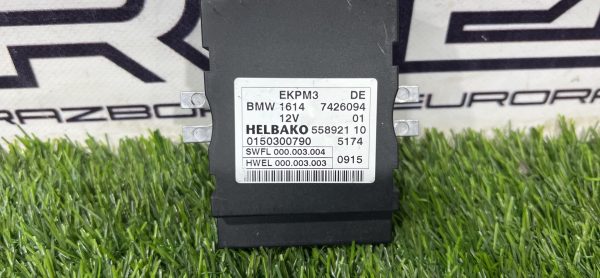 EKPM3 DE
BMW 1614 7426094
12V 01
HELBAKO 558921 10
0150300790 5174
SWFL 000.003.004
HWEL 000.003.003 0915
RAZBOR
EUROR